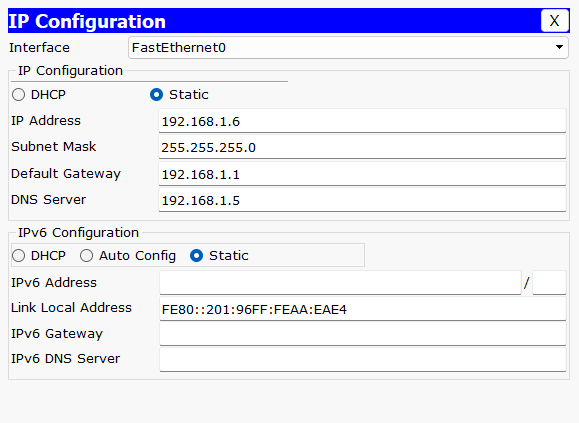 IP Configuration X
Interface FastEthernet0
IP Configuration
DHCP Static
IP Address 192.168.1.6
Subnet Mask 255.255.255.0
Default Gateway 192.168.1.1
DNS Server 192.168.1.5
IPv6 Configuration
DHCP Auto Config Static
IPv6 Address /
Link Local Address FE80::201:96FF:FEAA:EAE4
IPv6 Gateway
IPv6 DNS Server